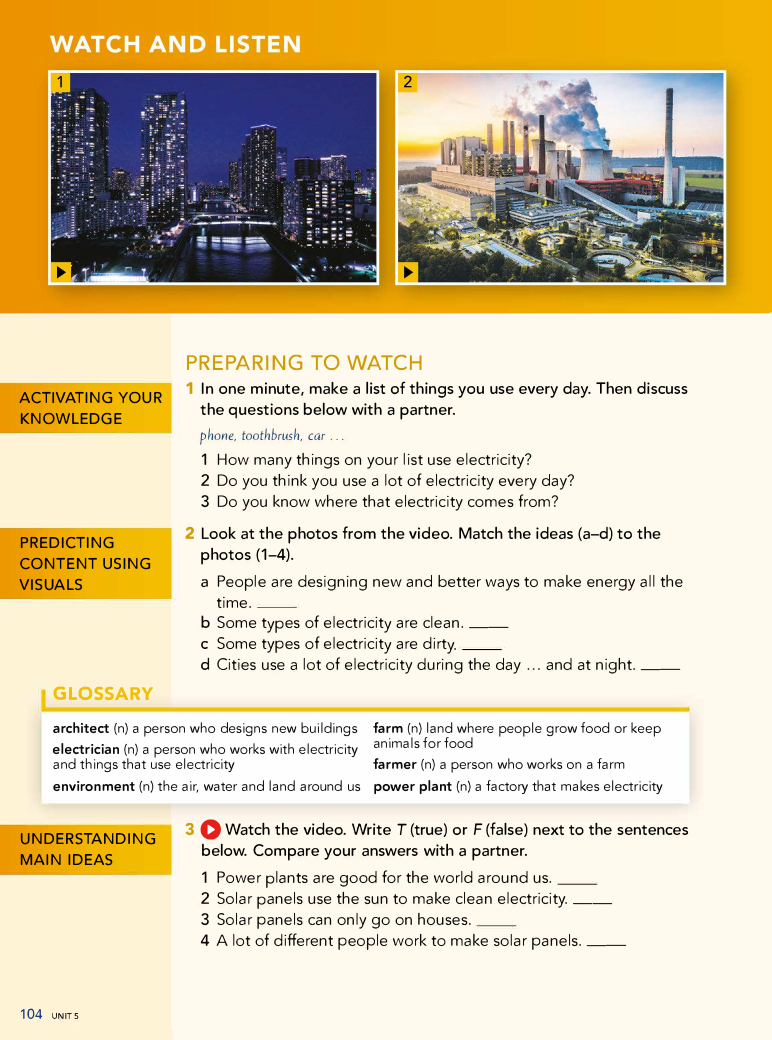 WATCH AND LISTEN
1
2
PREPARING TO WATCH
ACTIVATING YOUR
KNOWLEDGE
1 In one minute, make a list of things you use every day. Then discuss
the questions below with a partner.
phone, toothbrush, car ...
1 How many things on your list use electricity?
2 Do you think you use a lot of electricity every day?
3 Do you know where that electricity comes from?
PREDICTING
CONTENT USING
VISUALS
2 Look at the photos from the video. Match the ideas (a–d) to the
photos (1–4).
a People are designing new and better ways to make energy all the
time. _____
b Some types of electricity are clean. _____
c Some types of electricity are dirty. _____
d Cities use a lot of electricity during the day … and at night. _____
GLOSSARY
architect (n) a person who designs new buildings
electrician (n) a person who works with electricity
and things that use electricity
environment (n) the air, water and land around us
farm (n) land where people grow food or keep
animals for food
farmer (n) a person who works on a farm
power plant (n) a factory that makes electricity
UNDERSTANDING
MAIN IDEAS
3 Watch the video. Write T (true) or F (false) next to the sentences
below. Compare your answers with a partner.
1 Power plants are good for the world around us. _____
2 Solar panels use the sun to make clean electricity. _____
3 Solar panels can only go on houses. _____
4 A lot of different people work to make solar panels. _____
104 UNIT 5